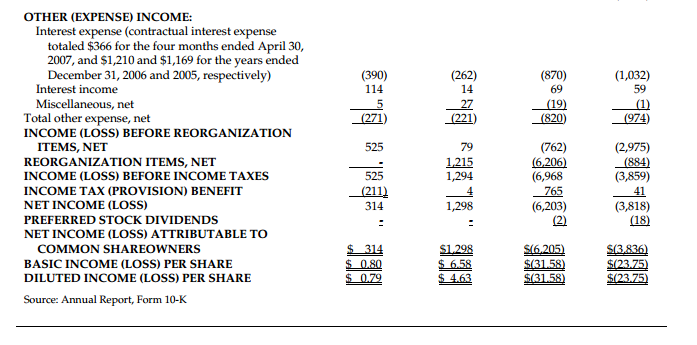 OTHER (EXPENSE) INCOME:
Interest expense (contractual interest expense
totaled $366 for the four months ended April 30,
2007, and $1,210 and $1,169 for the years ended
December 31, 2006 and 2005, respectively) (390) (262) (870) (1,032)
Interest income 114 14 69 59
Miscellaneous, net 5 27 (19) (1)
Total other expense, net (271) (221) (820) (974)
INCOME (LOSS) BEFORE REORGANIZATION
ITEMS, NET 525 79 (762) (2,975)
REORGANIZATION ITEMS, NET - 1,215 (6,206) (884)
INCOME (LOSS) BEFORE INCOME TAXES 525 1,294 (6,968 (3,859)
INCOME TAX (PROVISION) BENEFIT (211) 4 765 41
NET INCOME (LOSS) 314 1,298 (6,203) (3,818)
PREFERRED STOCK DIVIDENDS - - (2) (18)
NET INCOME (LOSS) ATTRIBUTABLE TO
COMMON SHAREOWNERS $ 314 $1,298 $(6,205) $(3,836)
BASIC INCOME (LOSS) PER SHARE $ 0.80 $ 6.58 $(31.58) $(23.75)
DILUTED INCOME (LOSS) PER SHARE $ 0.79 $ 4.63 $(31.58) $(23.75)
Source: Annual Report, Form 10-K